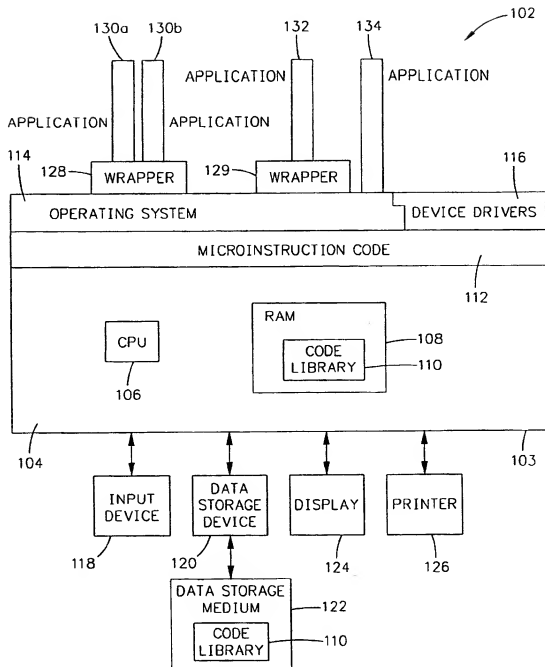 130a 130b 132 134 102
APPLICATION APPLICATION
APPLICATION APPLICATION
114 128 WRAPPER 129 WRAPPER 116
OPERATING SYSTEM DEVICE DRIVERS
MICROINSTRUCTION CODE
112
RAM
CPU 108
CODE LIBRARY 110
106
104 103
INPUT DEVICE DATA STORAGE DEVICE DISPLAY PRINTER
118 120 124 126
DATA STORAGE MEDIUM 122
CODE LIBRARY 110